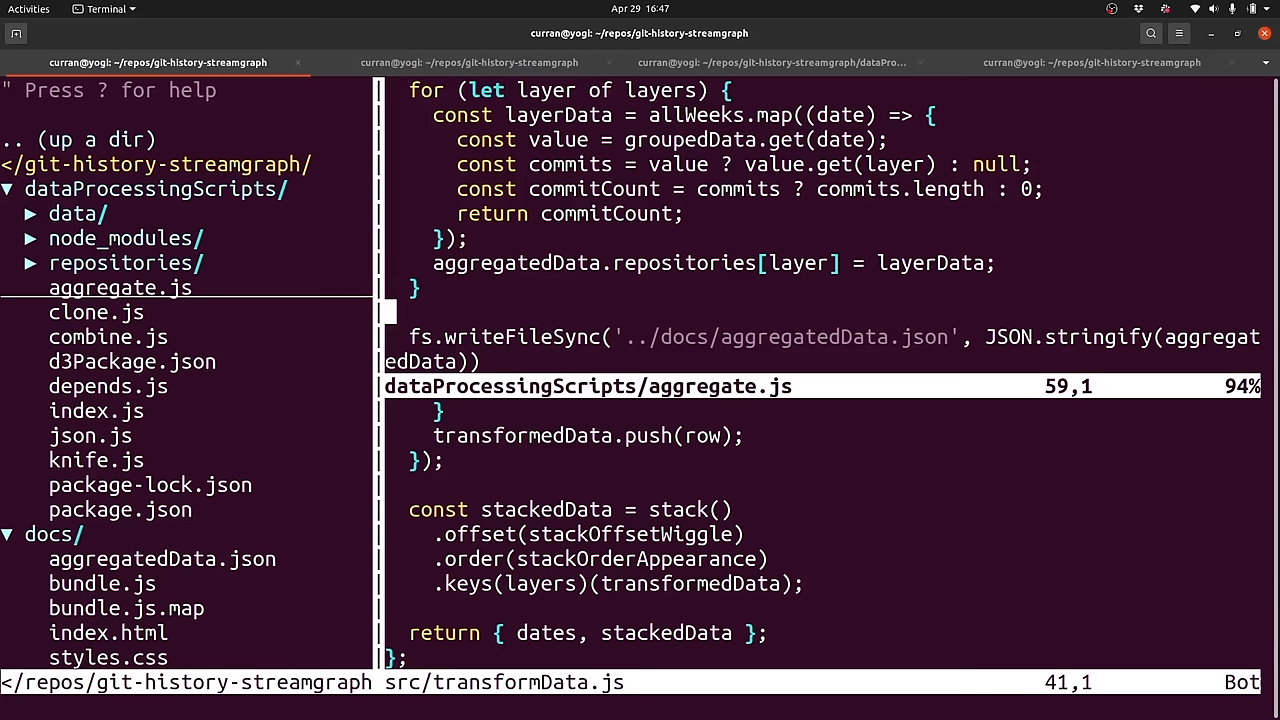 Activities
Terminal
Apr 29 16:47
curran@yogi: ~/repos/git-history-streamgraph
curran@yogi: ~/repos/git-history-streamgraph
curran@yogi: ~/repos/git-history-streamgraph
curran@yogi: ~/repos/git-history-streamgraph/dataPro...
curran@yogi: ~/repos/git-history-streamgraph
" Press ? for help
.. (up a dir)
</git-history-streamgraph/
▼ dataProcessingScripts/
▶ data/
▶ node_modules/
▶ repositories/
aggregate.js
clone.js
combine.js
d3Package.json
depends.js
index.js
json.js
knife.js
package-lock.json
package.json
▼ docs/
aggregatedData.json
bundle.js
bundle.js.map
index.html
styles.css
</repos/git-history-streamgraph
for (let layer of layers) {
const layerData = allWeeks.map((date) => {
const value = groupedData.get(date);
const commits = value ? value.get(layer) : null;
const commitCount = commits ? commits.length : 0;
return commitCount;
});
aggregatedData.repositories[layer] = layerData;
}
fs.writeFileSync('../docs/aggregatedData.json', JSON.stringify(aggregat
edData))
dataProcessingScripts/aggregate.js 59,1 94%
}
transformedData.push(row);
});
const stackedData = stack()
.offset(stackOffsetWiggle)
.order(stackOrderAppearance)
.keys(layers)(transformedData);
return { dates, stackedData };
};
src/transformData.js 41,1 Bot